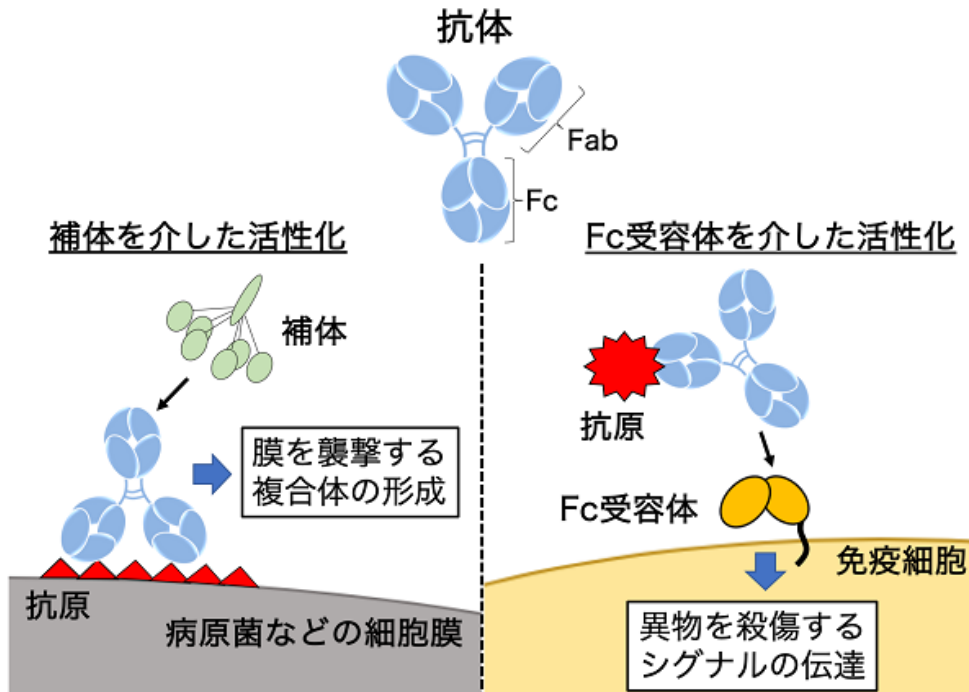 抗体
Fab
Fc
補体を介した活性化
補体
膜を襲撃する
複合体の形成
抗原
病原菌などの細胞膜
Fc受容体を介した活性化
抗原
Fc受容体
免疫細胞
異物を殺傷する
シグナルの伝達